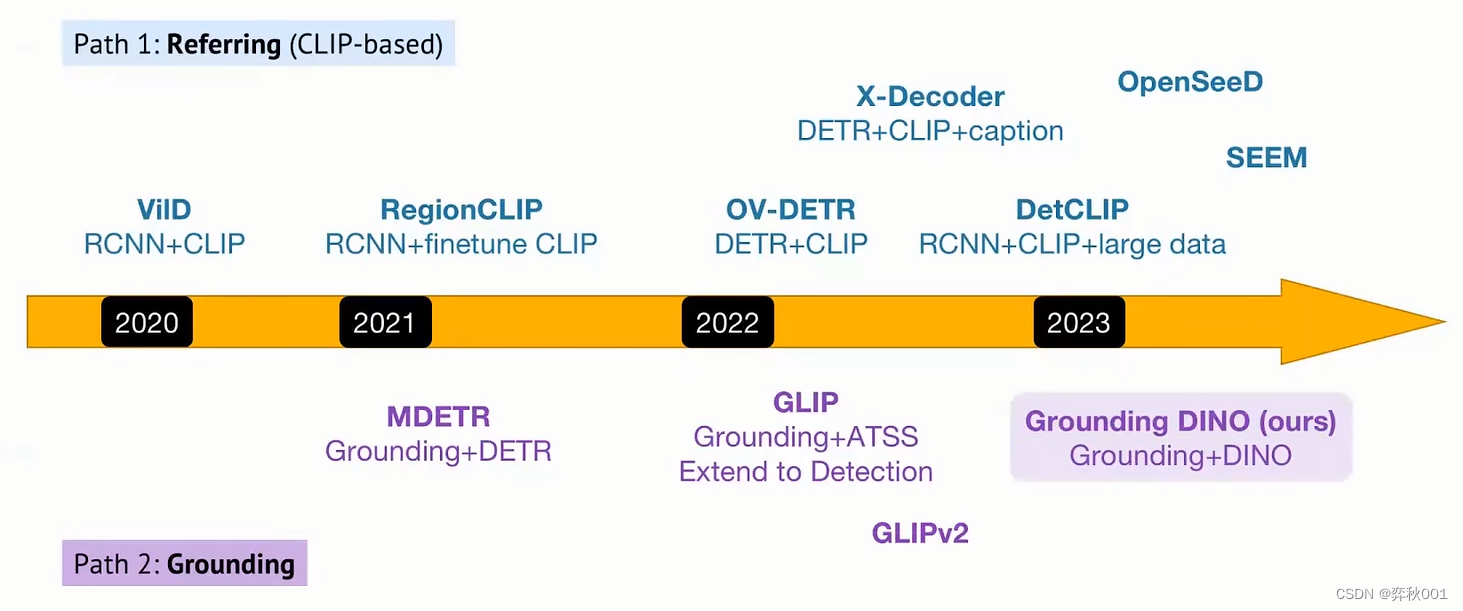 Path 1: Referring (CLIP-based)
OpenSeeD
X-Decoder
DETR+CLIP+caption
SEEM
ViID
RCNN+CLIP
RegionCLIP
RCNN+finetune CLIP
OV-DETR
DETR+CLIP
DetCLIP
RCNN+CLIP+large data
2020
2021
2022
2023
MDETR
Grounding+DETR
GLIP
Grounding+ATSS
Extend to Detection
Grounding DINO (ours)
Grounding+DINO
GLIPv2
Path 2: Grounding
CSDN @弈秋001